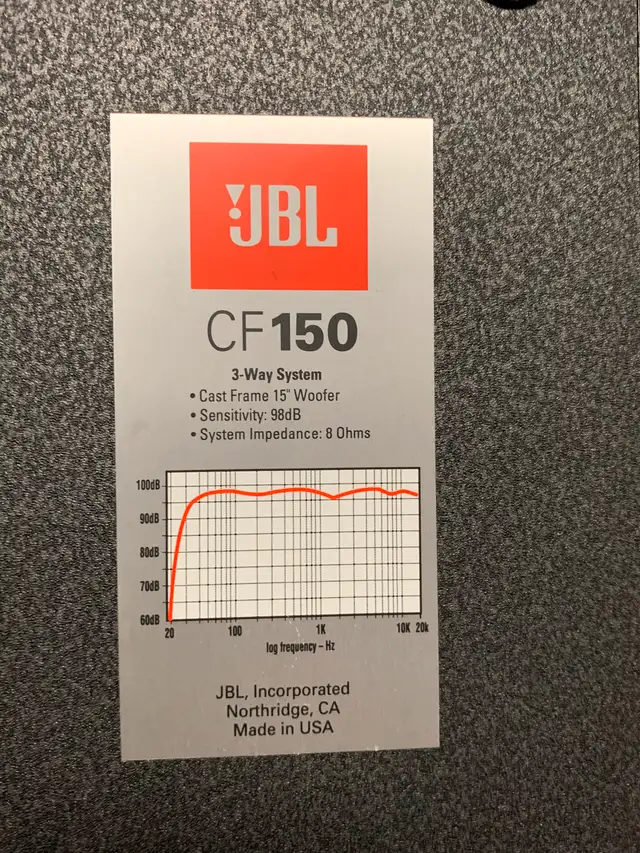 JBL
CF150
3-Way System
• Cast Frame 15" Woofer
• Sensitivity: 98dB
• System Impedance: 8 Ohms
100dB
90dB
80dB
70dB
60dB
20 100 1K 10K 20k
log frequency – Hz
JBL, Incorporated
Northridge, CA
Made in USA